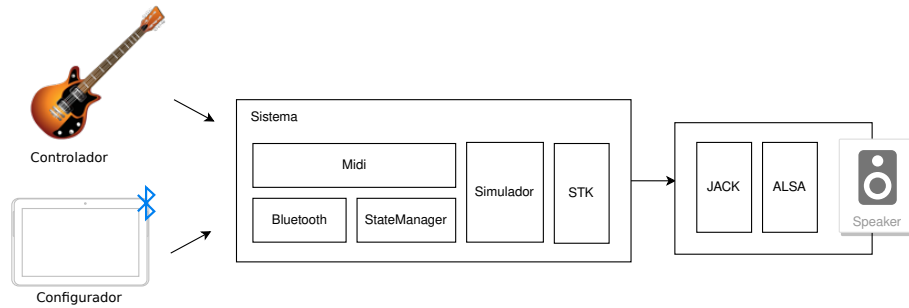 Controlador
Configurador
Sistema
Midi
Bluetooth
StateManager
Simulador
STK
JACK
ALSA
Speaker